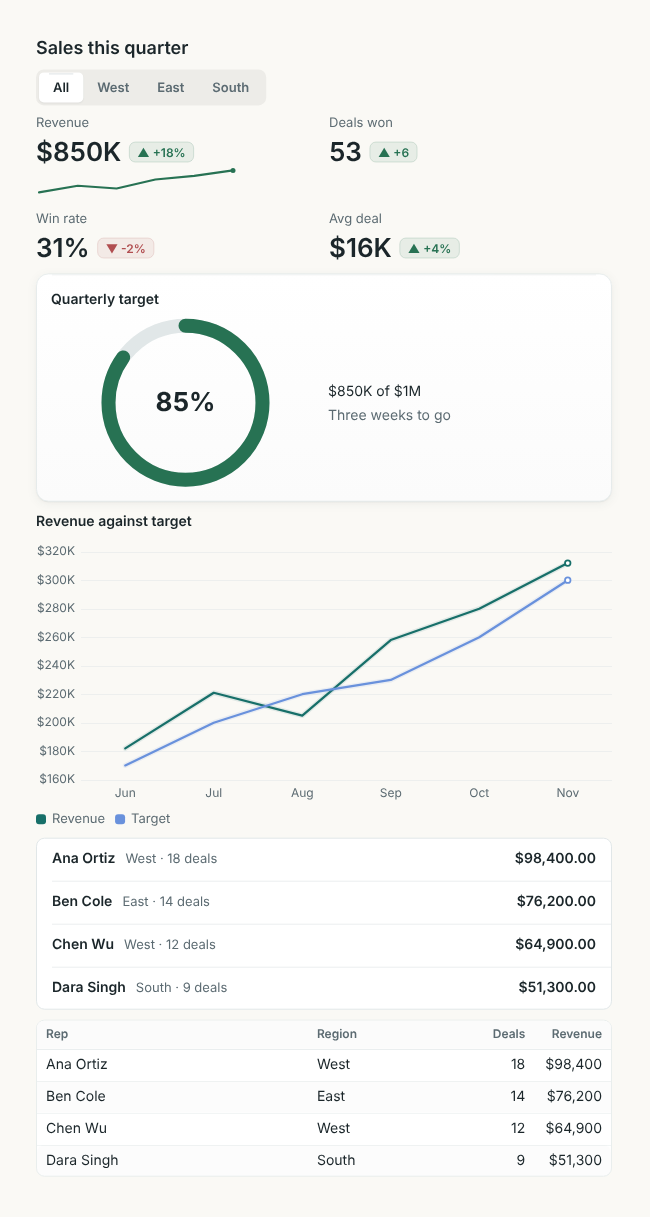 Sales this quarter
All West East South
Revenue Deals won
$850K ▲ +18% 53 ▲ +6
Win rate Avg deal
31% ▼ -2% $16K ▲ +4%
Quarterly target
85%
$850K of $1M
Three weeks to go
Revenue against target
$320K
$300K
$280K
$260K
$240K
$220K
$200K
$180K
$160K
Jun Jul Aug Sep Oct Nov
Revenue Target
Ana Ortiz West · 18 deals $98,400.00
Ben Cole East · 14 deals $76,200.00
Chen Wu West · 12 deals $64,900.00
Dara Singh South · 9 deals $51,300.00
Rep Region Deals Revenue
Ana Ortiz West 18 $98,400
Ben Cole East 14 $76,200
Chen Wu West 12 $64,900
Dara Singh South 9 $51,300